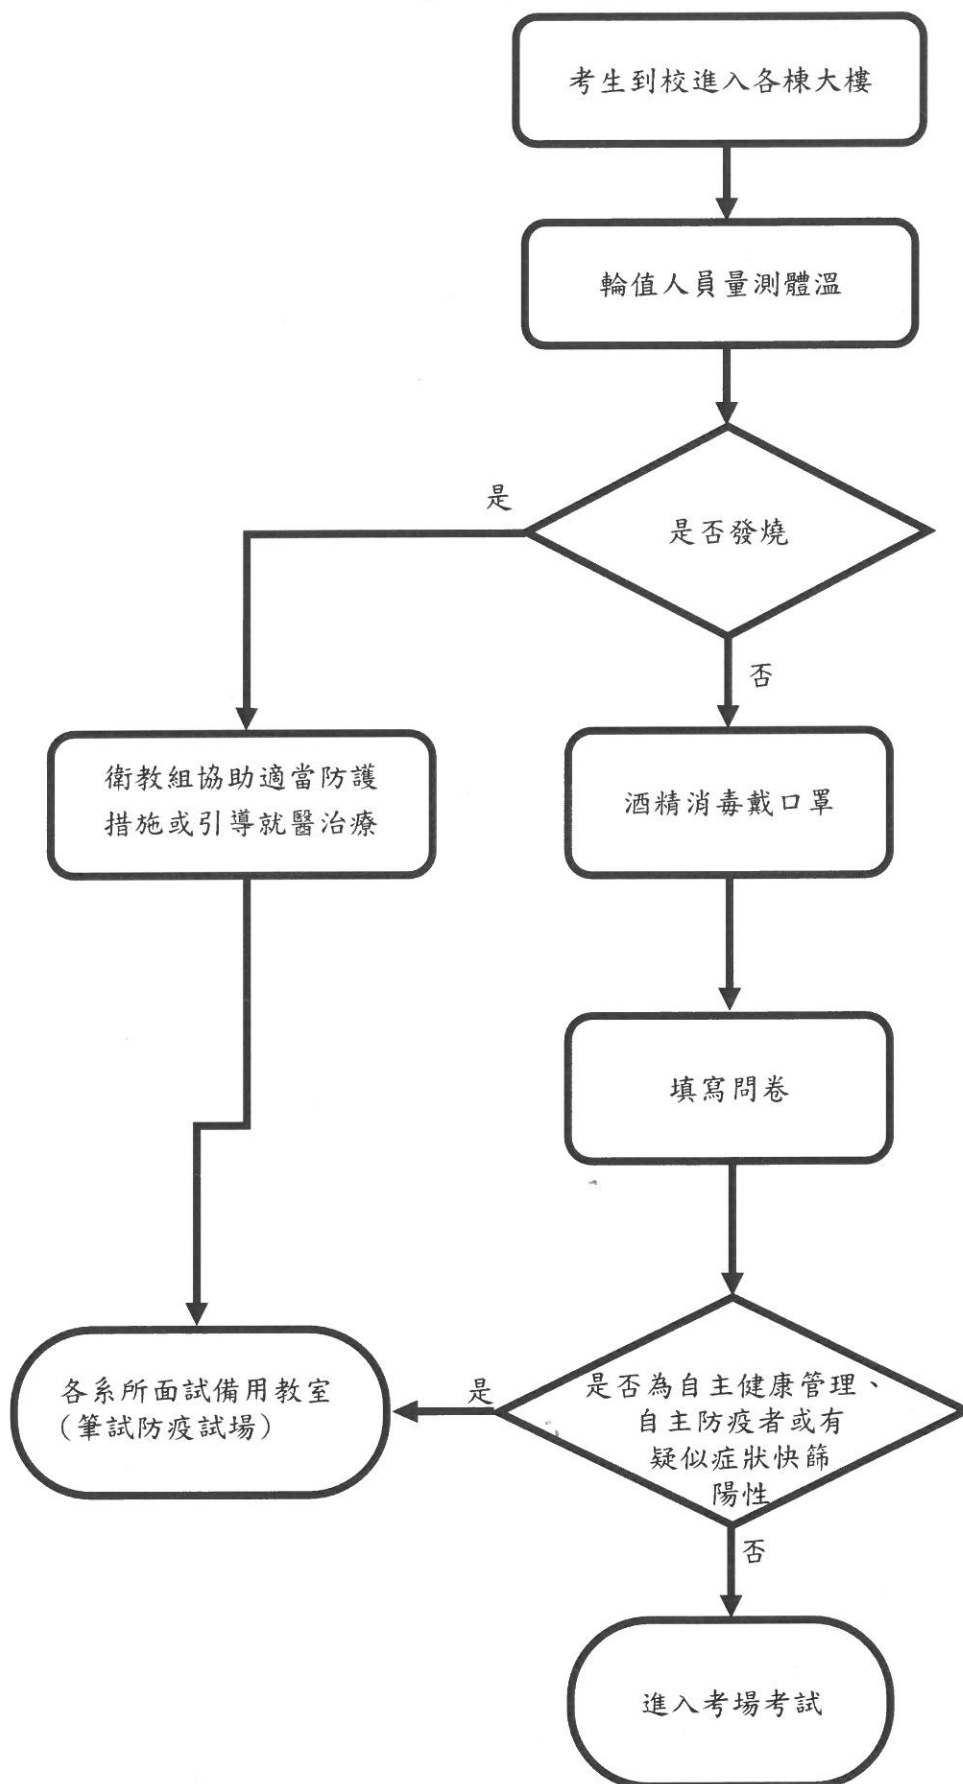 考生到校進入各棟大樓
輪值人員量測體溫
是否發燒
是
否
衛教組協助適當防護
措施或引導就醫治療
酒精消毒戴口罩
填寫問卷
是否為自主健康管理、
自主防疫者或有
疑似症狀快篩
陽性
是
各系所面試備用教室
(筆試防疫試場)
否
進入考場考試